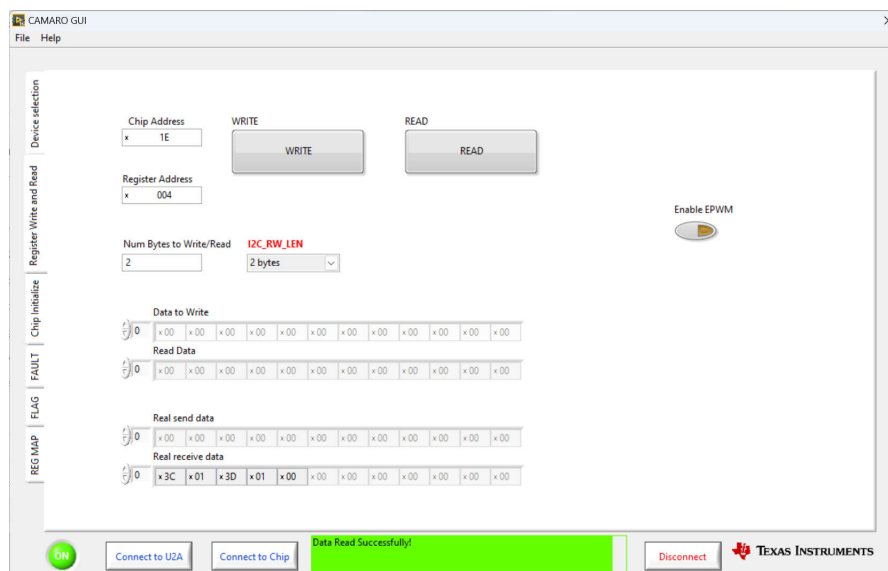 CAMARO GUI
File Help
Device selection
Register Write and Read
Chip Initialize
FAULT
FLAG
REG MAP
Chip Address
x 1E
WRITE
WRITE
READ
READ
Register Address
x 004
Enable EPWM
Num Bytes to Write/Read
2
I2C_RW_LEN
2 bytes
Data to Write
0 x 00 x 00 x 00 x 00 x 00 x 00 x 00 x 00 x 00 x 00 x 00 x 00
Read Data
0 x 00 x 00 x 00 x 00 x 00 x 00 x 00 x 00 x 00 x 00 x 00 x 00
Real send data
0 x 00 x 00 x 00 x 00 x 00 x 00 x 00 x 00 x 00 x 00 x 00 x 00
Real receive data
0 x 3C x 01 x 3D x 01 x 00 x 00 x 00 x 00 x 00 x 00 x 00 x 00
ON
Connect to U2A
Connect to Chip
Data Read Successfully!
Disconnect
TEXAS INSTRUMENTS